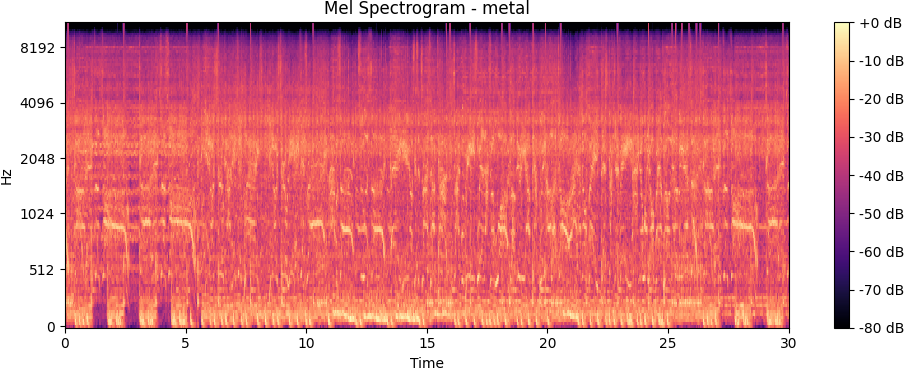 Mel Spectrogram - metal
Hz
8192
4096
2048
1024
512
0
0 5 10 15 20 25 30
Time
+0 dB
-10 dB
-20 dB
-30 dB
-40 dB
-50 dB
-60 dB
-70 dB
-80 dB